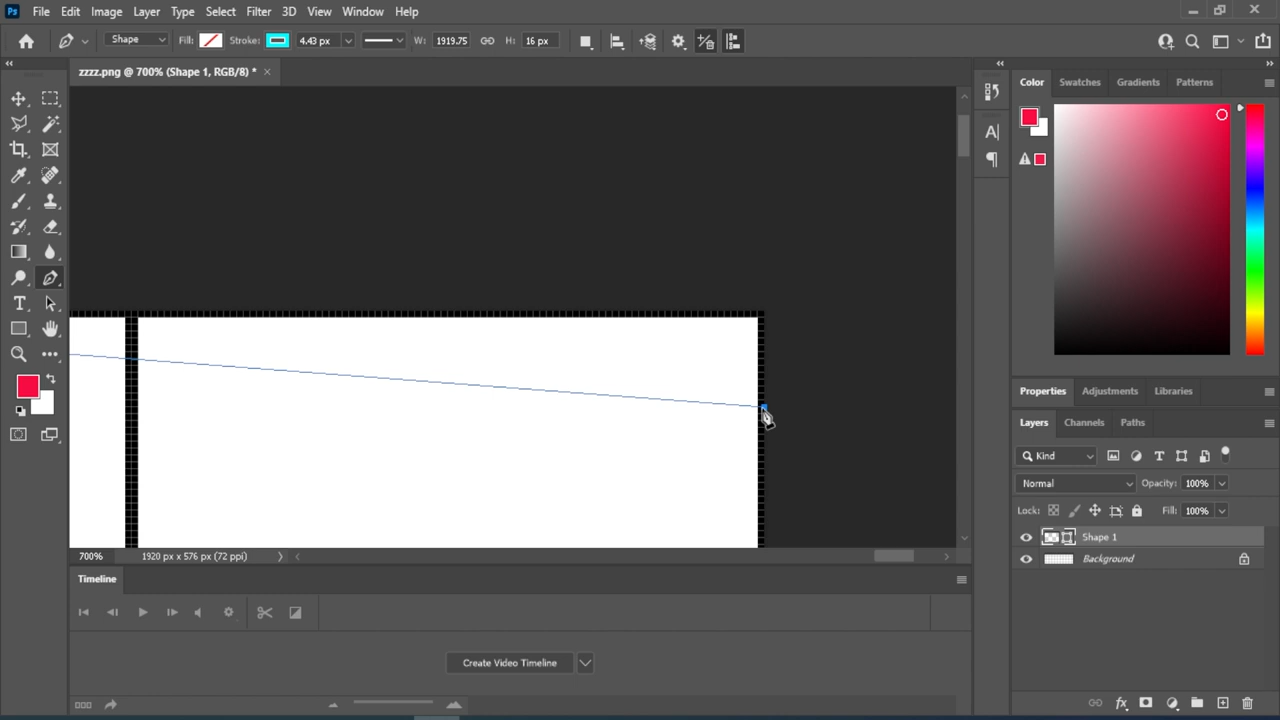 Ps File Edit Image Layer Type Select Filter 3D View Window Help
Shape Fill: Stroke: 4.43 px W: 1919.75 H: 16 px
zzzz.png @ 700% (Shape 1, RGB/8) *
Color Swatches Gradients Patterns
Properties Adjustments Libraries
Layers Channels Paths
Kind
Normal Opacity: 100%
Lock: Fill: 100%
Shape 1
Background
700% 1920 px x 576 px (72 ppi)
Timeline
Create Video Timeline